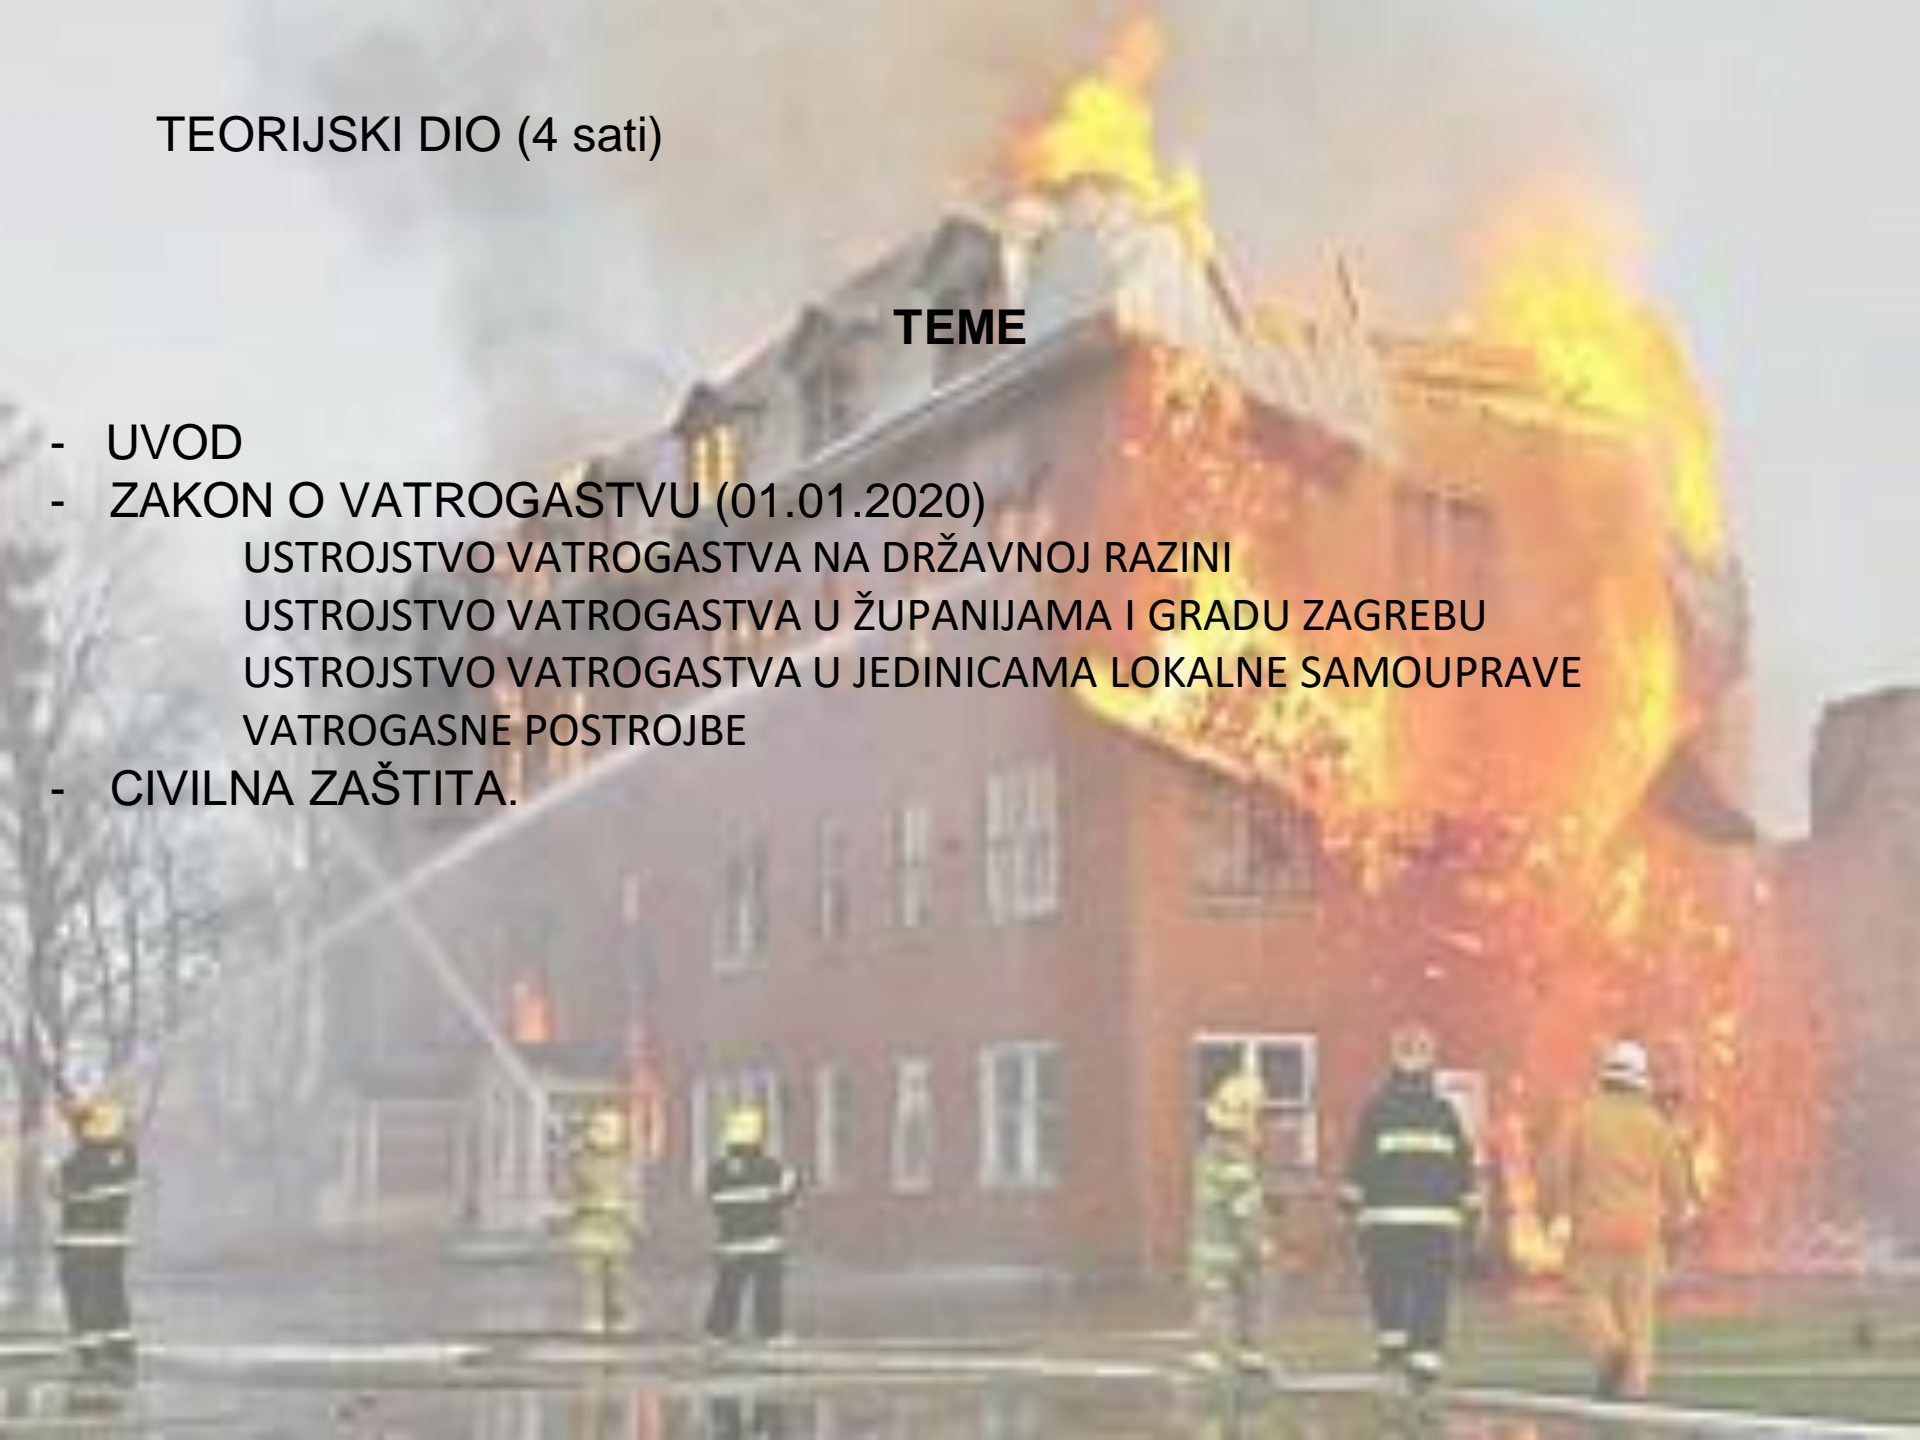 TEORIJSKI DIO (4 sati)
TEME
- UVOD
- ZAKON O VATROGASTVU (01.01.2020)
USTROJSTVO VATROGASTVA NA DRŽAVNOJ RAZINI
USTROJSTVO VATROGASTVA U ŽUPANIJAMA I GRADU ZAGREBU
USTROJSTVO VATROGASTVA U JEDINICAMA LOKALNE SAMOUPRAVE
VATROGASNE POSTROJBE
- CIVILNA ZAŠTITA.